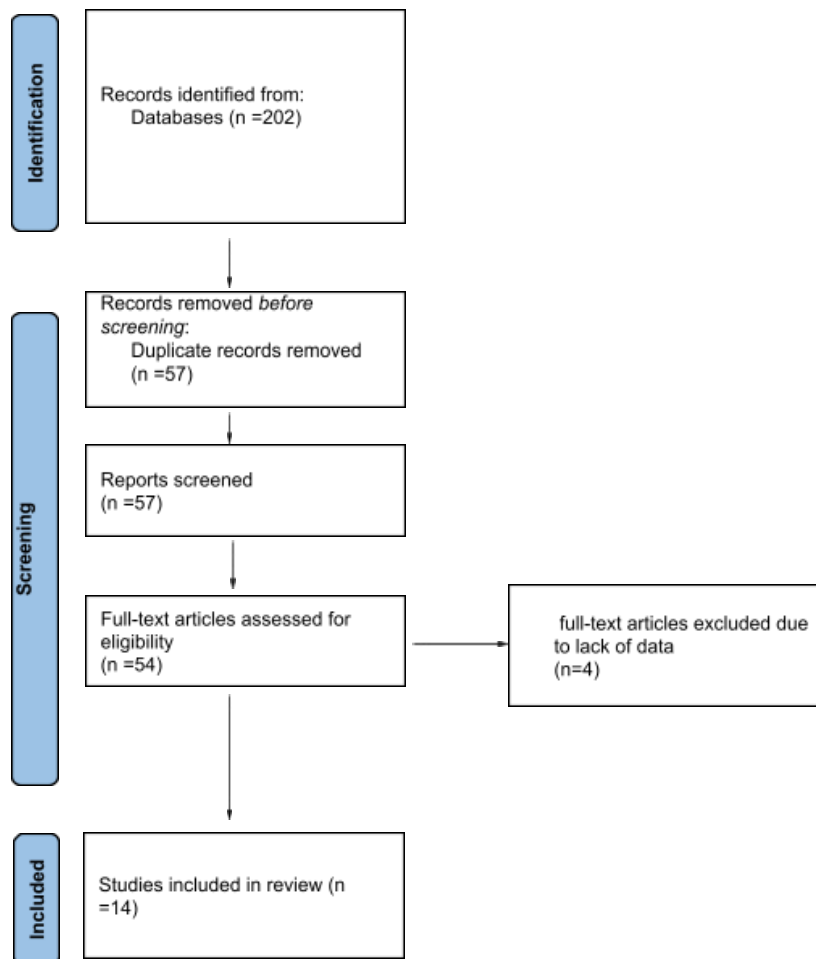 Identification
Records identified from:
Databases (n =202)
Screening
Records removed before
screening:
Duplicate records removed
(n =57)
Reports screened
(n =57)
Full-text articles assessed for
eligibility
(n =54)
full-text articles excluded due
to lack of data
(n=4)
Included
Studies included in review (n
=14)